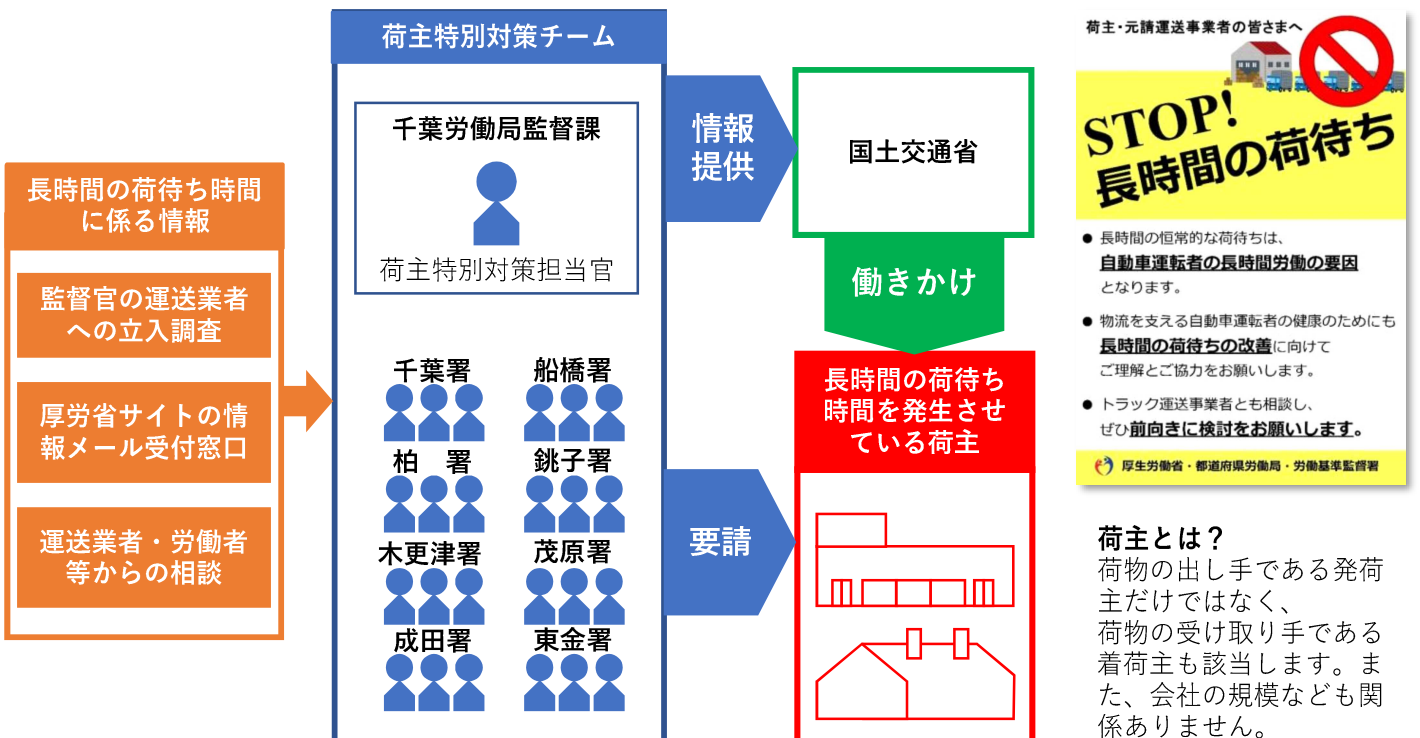 長時間の荷待ち時間
に係る情報
監督官の運送業者
への立入調査
厚労省サイトの情
報メール受付窓口
運送業者・労働者
等からの相談
荷主特別対策チーム
千葉労働局監督課
荷主特別対策担当官
千葉署
船橋署
柏　署
銚子署
木更津署
茂原署
成田署
東金署
情報
提供
要請
国土交通省
働きかけ
長時間の荷待ち
時間を発生させ
ている荷主
荷主・元請運送事業者の皆さまへ
STOP!
長時間の荷待ち
● 長時間の恒常的な荷待ちは、
自動車運転者の長時間労働の要因
となります。
● 物流を支える自動車運転者の健康のためにも
長時間の荷待ちの改善に向けて
ご理解とご協力をお願いします。
● トラック運送事業者とも相談し、
ぜひ前向きに検討をお願いします。
厚生労働省・都道府県労働局・労働基準監督署
荷主とは？
荷物の出し手である発荷
主だけではなく、
荷物の受け取り手である
着荷主も該当します。ま
た、会社の規模なども関
係ありません。